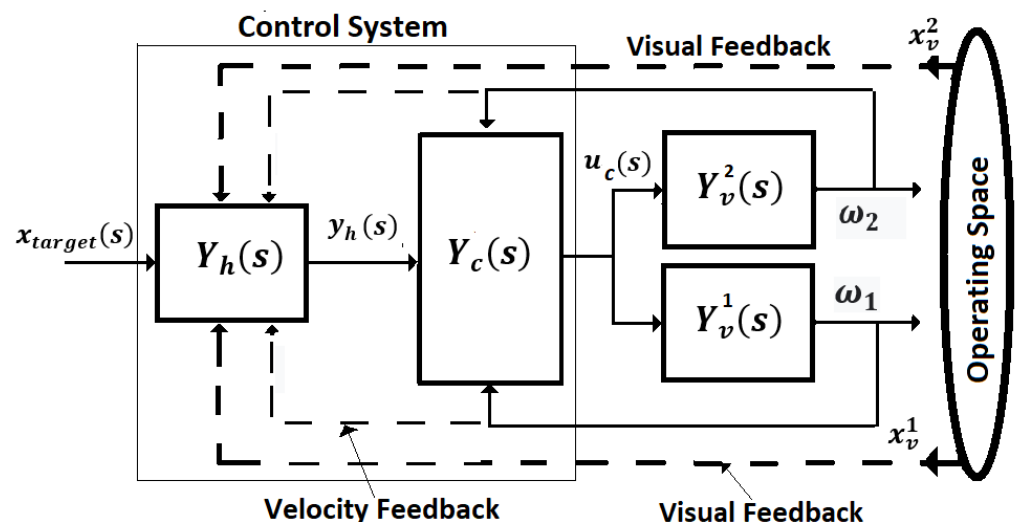 Control System
Visual Feedback
x_v^2
u_c(s)
Y_v^2(s)
ω_2
x_target(s)
Y_h(s)
y_h(s)
Y_c(s)
Y_v^1(s)
ω_1
Operating Space
x_v^1
Velocity Feedback
Visual Feedback